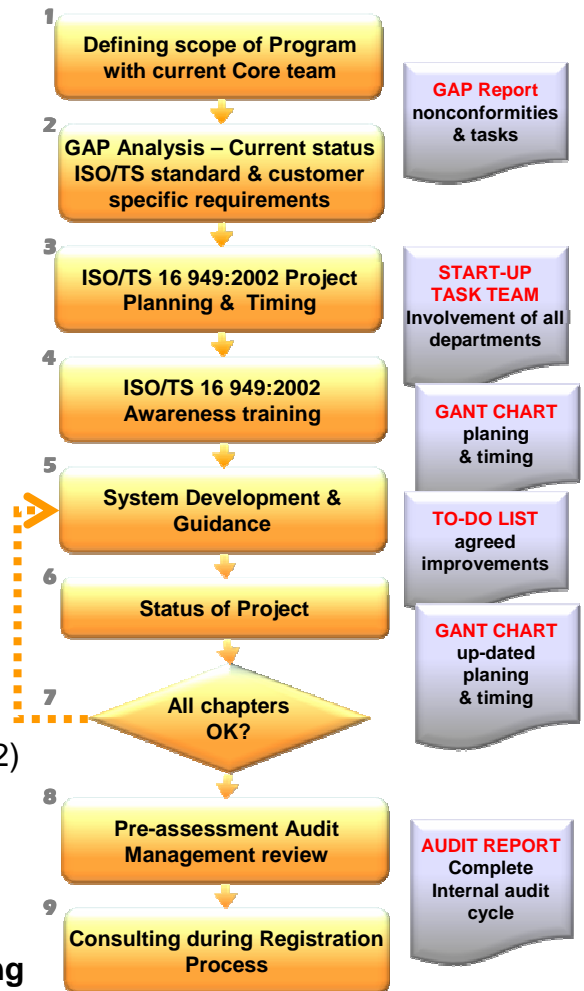 1
Defining scope of Program
with current Core team
GAP Report
nonconformities
& tasks
2
GAP Analysis – Current status
ISO/TS standard & customer
specific requirements
3
ISO/TS 16 949:2002 Project
Planning & Timing
START-UP
TASK TEAM
Involvement of all
departments
4
ISO/TS 16 949:2002
Awareness training
GANT CHART
planing
& timing
5
System Development &
Guidance
TO-DO LIST
agreed
improvements
6
Status of Project
GANT CHART
up-dated
planing
& timing
7
All chapters
OK?
2)
8
Pre-assessment Audit
Management review
AUDIT REPORT
Complete
Internal audit
cycle
9
Consulting during Registration
Process
ng